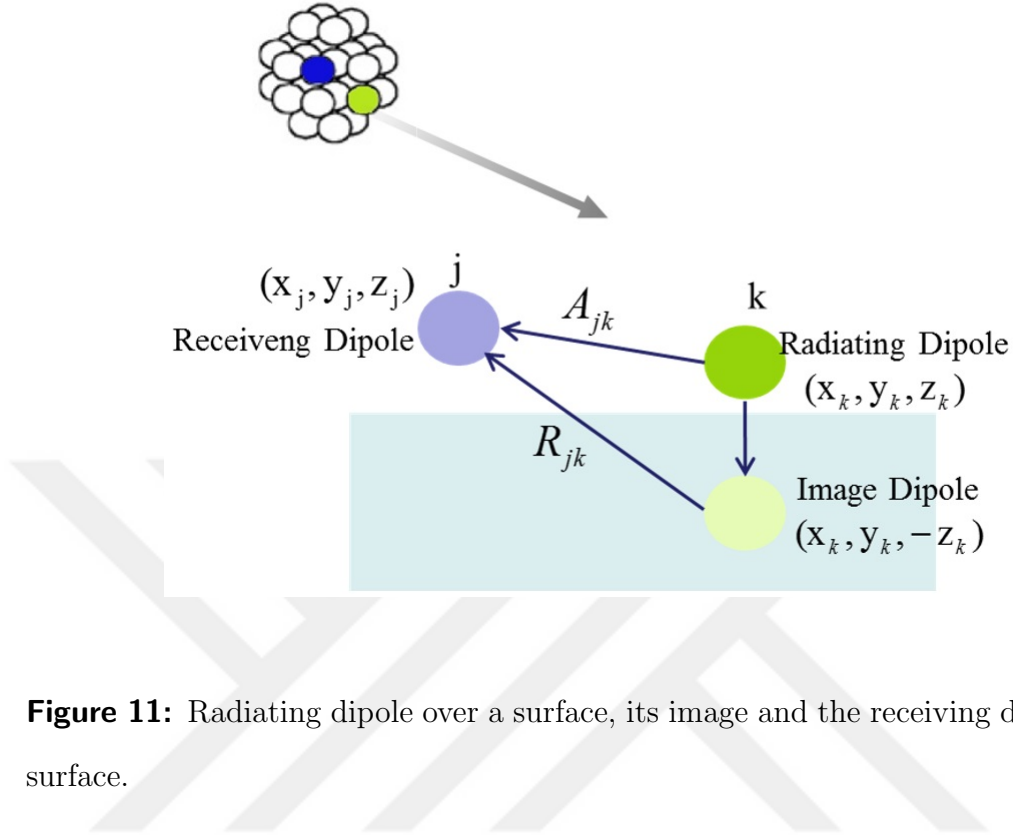 j
(x_j, y_j, z_j)
Receiveng Dipole
A_jk
k
Radiating Dipole
(x_k, y_k, z_k)
R_jk
Image Dipole
(x_k, y_k, −z_k)
Figure 11: Radiating dipole over a surface, its image and the receiving d
surface.